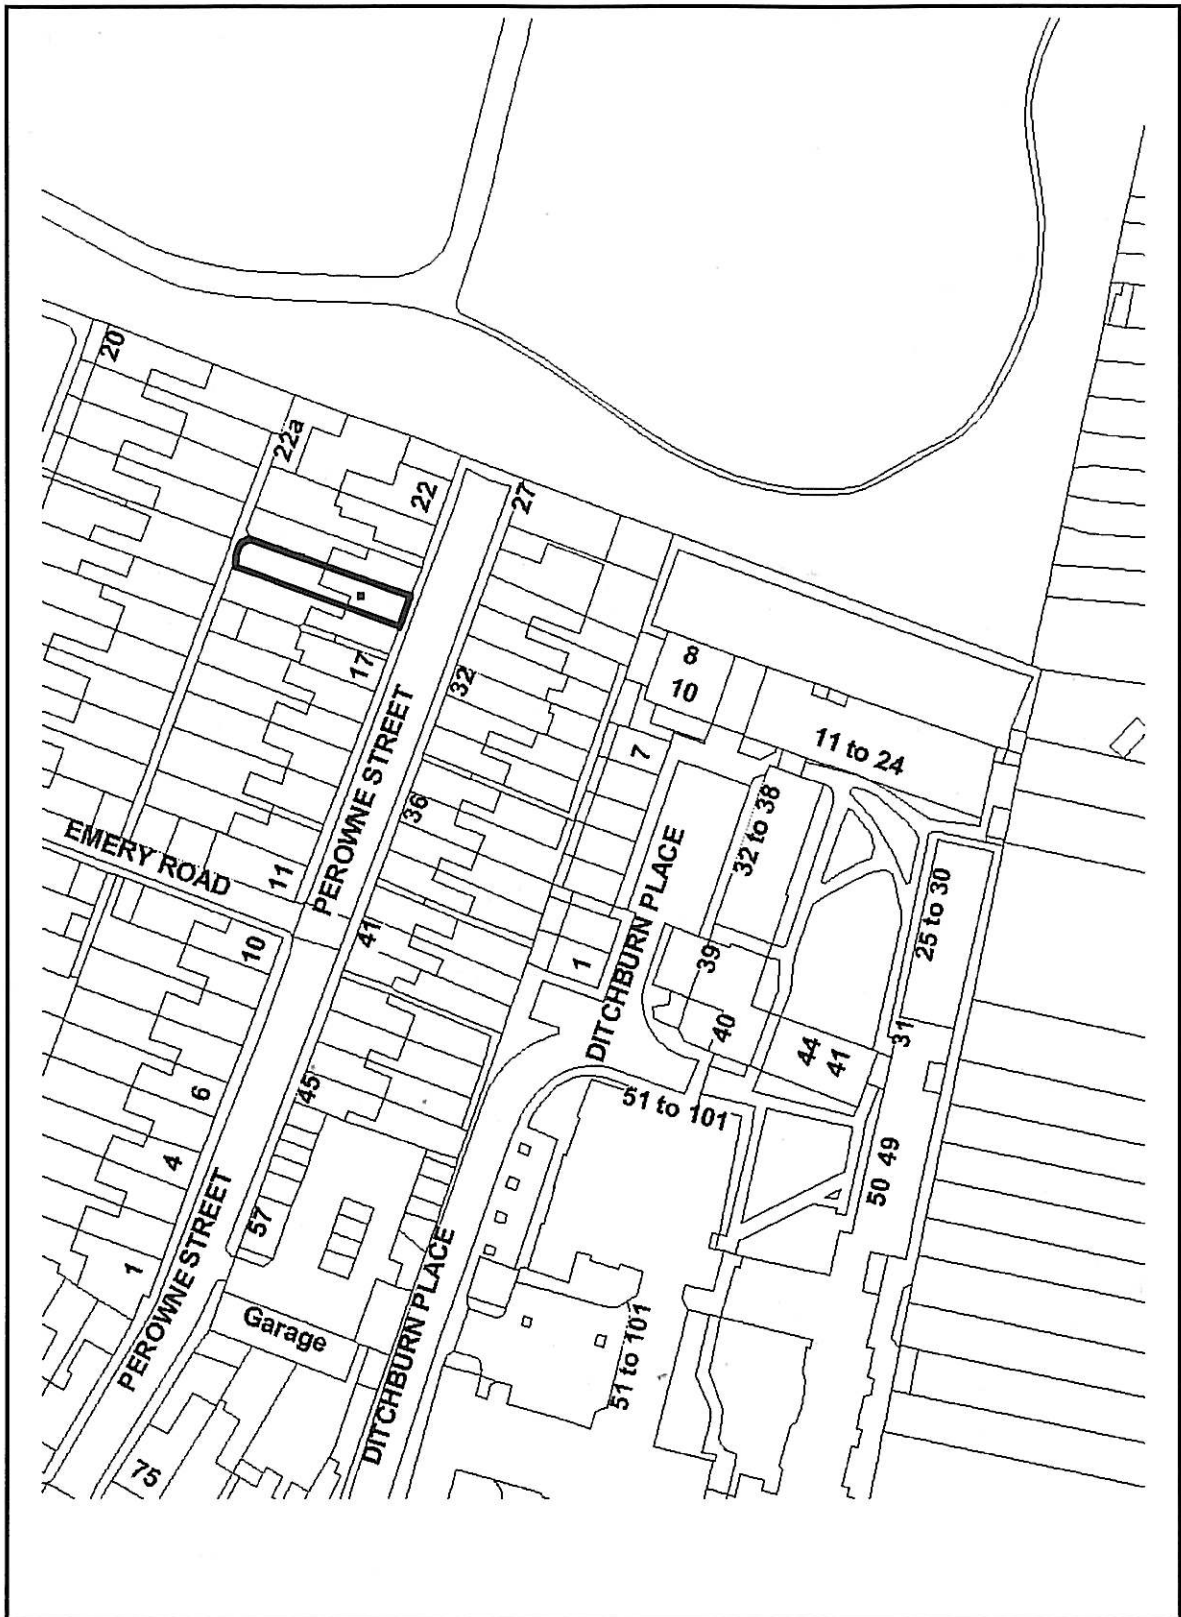 20
22a
22
27
17
32
8
10
7
11 to 24
PEROWNE STREET
36
32 to 38
EMERY ROAD
11
DITCHBURN PLACE
25 to 30
10
41
1
39
40
31
44
41
6
45
51 to 101
4
50
49
PEROWNE STREET
57
1
DITCHBURN PLACE
Garage
51 to 101
75